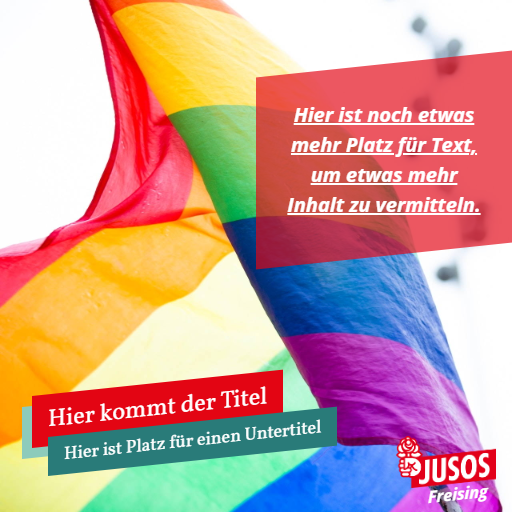 Hier ist noch etwas
mehr Platz für Text,
um etwas mehr
Inhalt zu vermitteln.
Hier kommt der Titel
Hier ist Platz für einen Untertitel
JUSOS
Freising